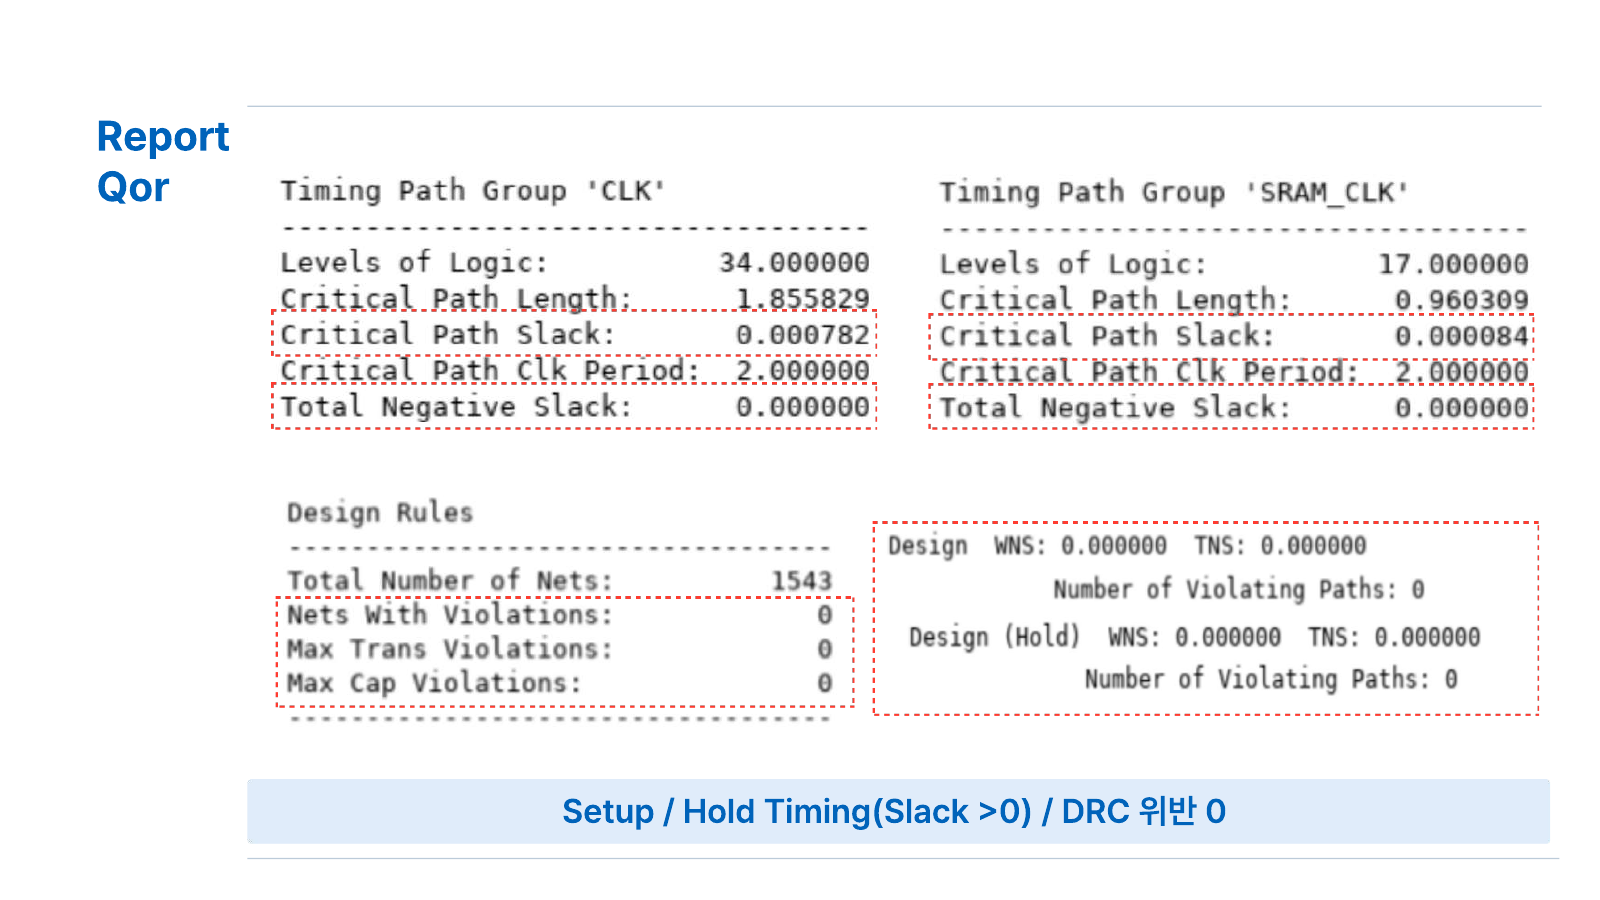 Report
Qor
Timing Path Group 'CLK'
-----------------------------------
Levels of Logic: 34.000000
Critical Path Length: 1.855829
Critical Path Slack: 0.000782
Critical Path Clk Period: 2.000000
Total Negative Slack: 0.000000
Timing Path Group 'SRAM_CLK'
-----------------------------------
Levels of Logic: 17.000000
Critical Path Length: 0.960309
Critical Path Slack: 0.000084
Critical Path Clk Period: 2.000000
Total Negative Slack: 0.000000
Design Rules
-----------------------------------
Total Number of Nets: 1543
Nets With Violations: 0
Max Trans Violations: 0
Max Cap Violations: 0
-----------------------------------
Design WNS: 0.000000 TNS: 0.000000
Number of Violating Paths: 0
Design (Hold) WNS: 0.000000 TNS: 0.000000
Number of Violating Paths: 0
Setup / Hold Timing(Slack >0) / DRC 위반 0